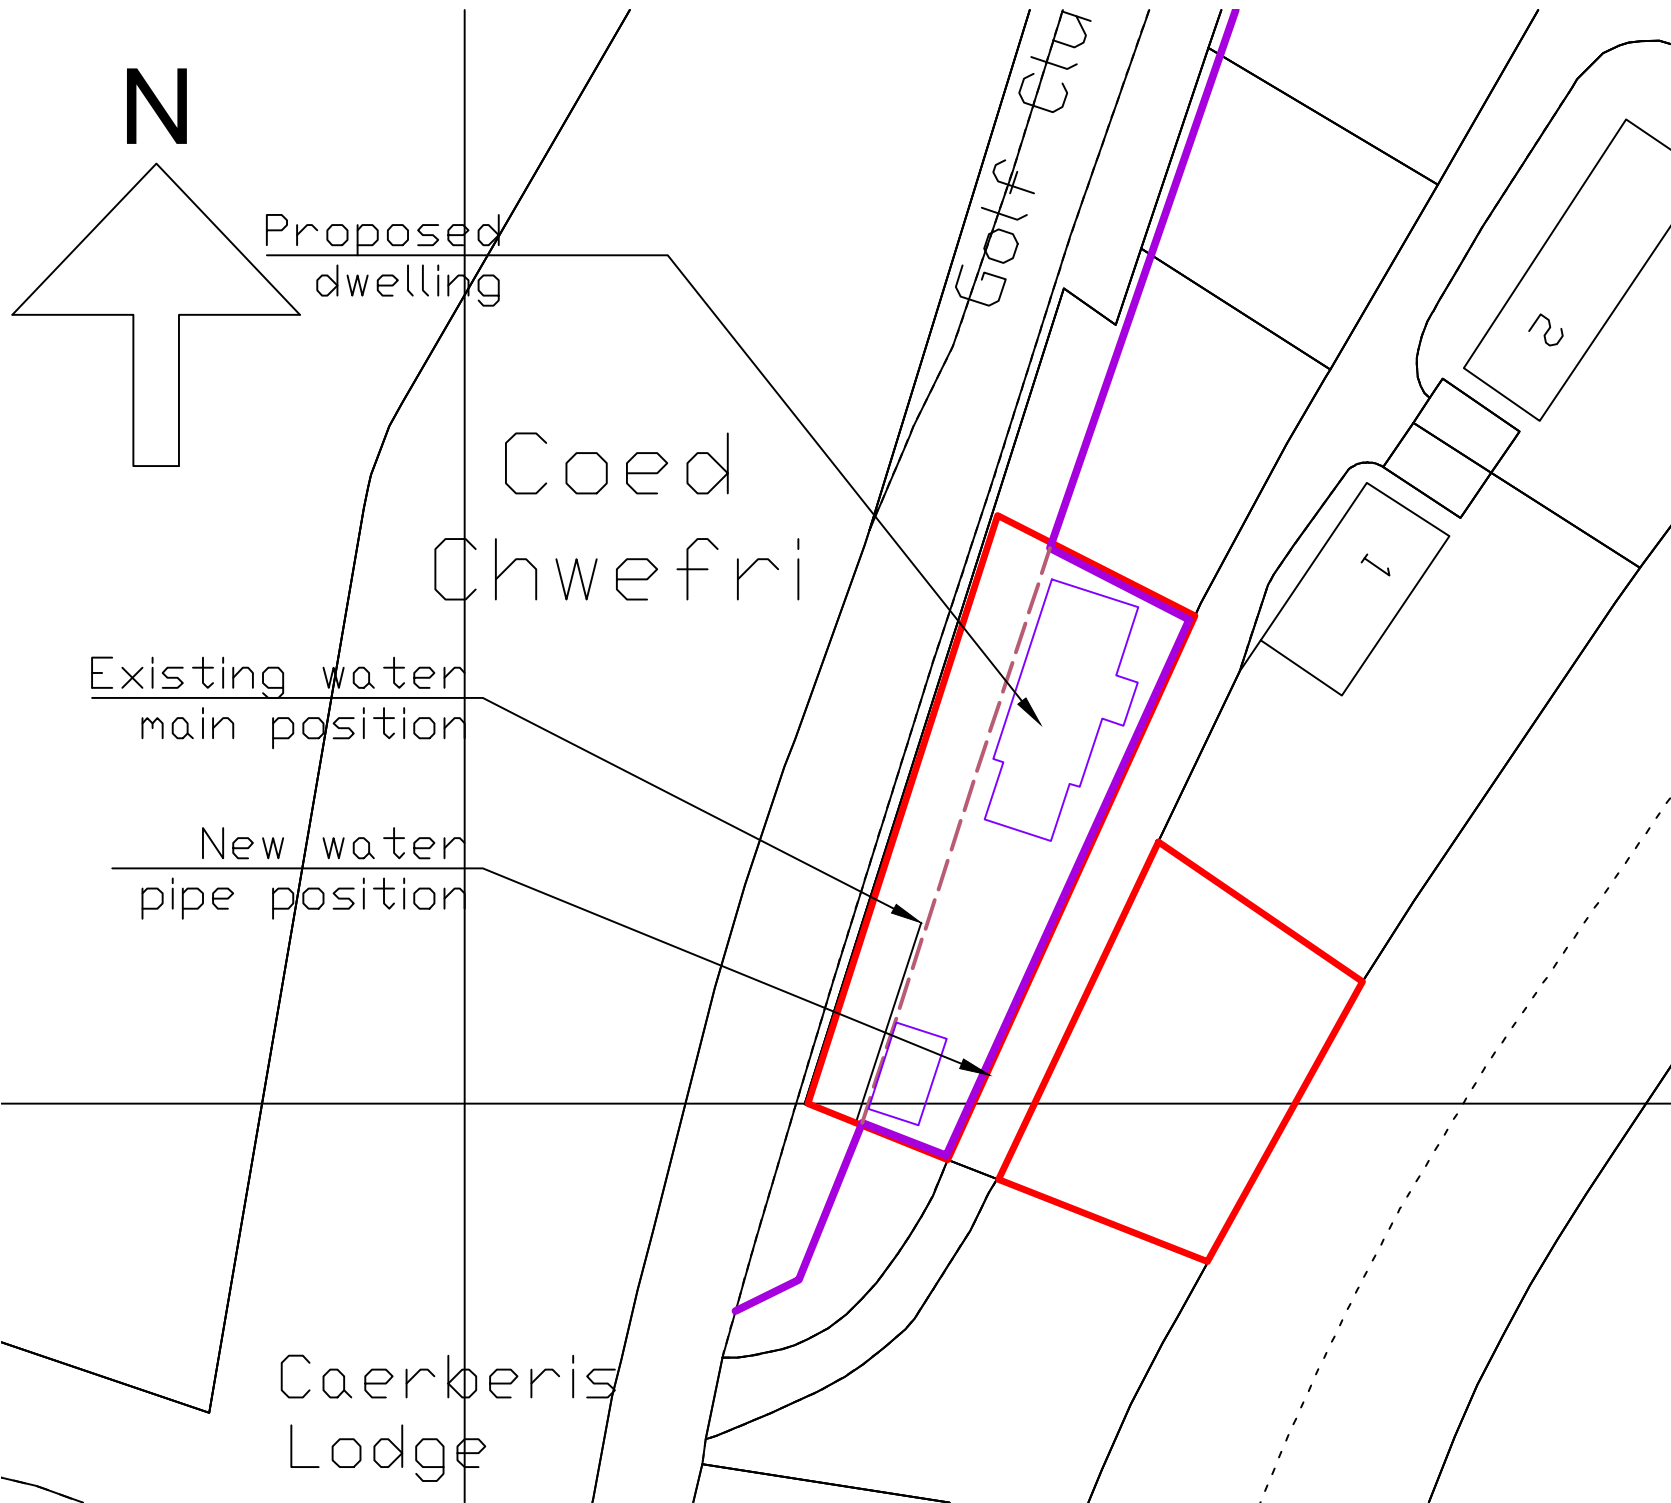 N
Proposed
dwelling
Golf Clu
Coed
Chwefri
Existing water
main position
New water
pipe position
Caerberis
Lodge
2
1